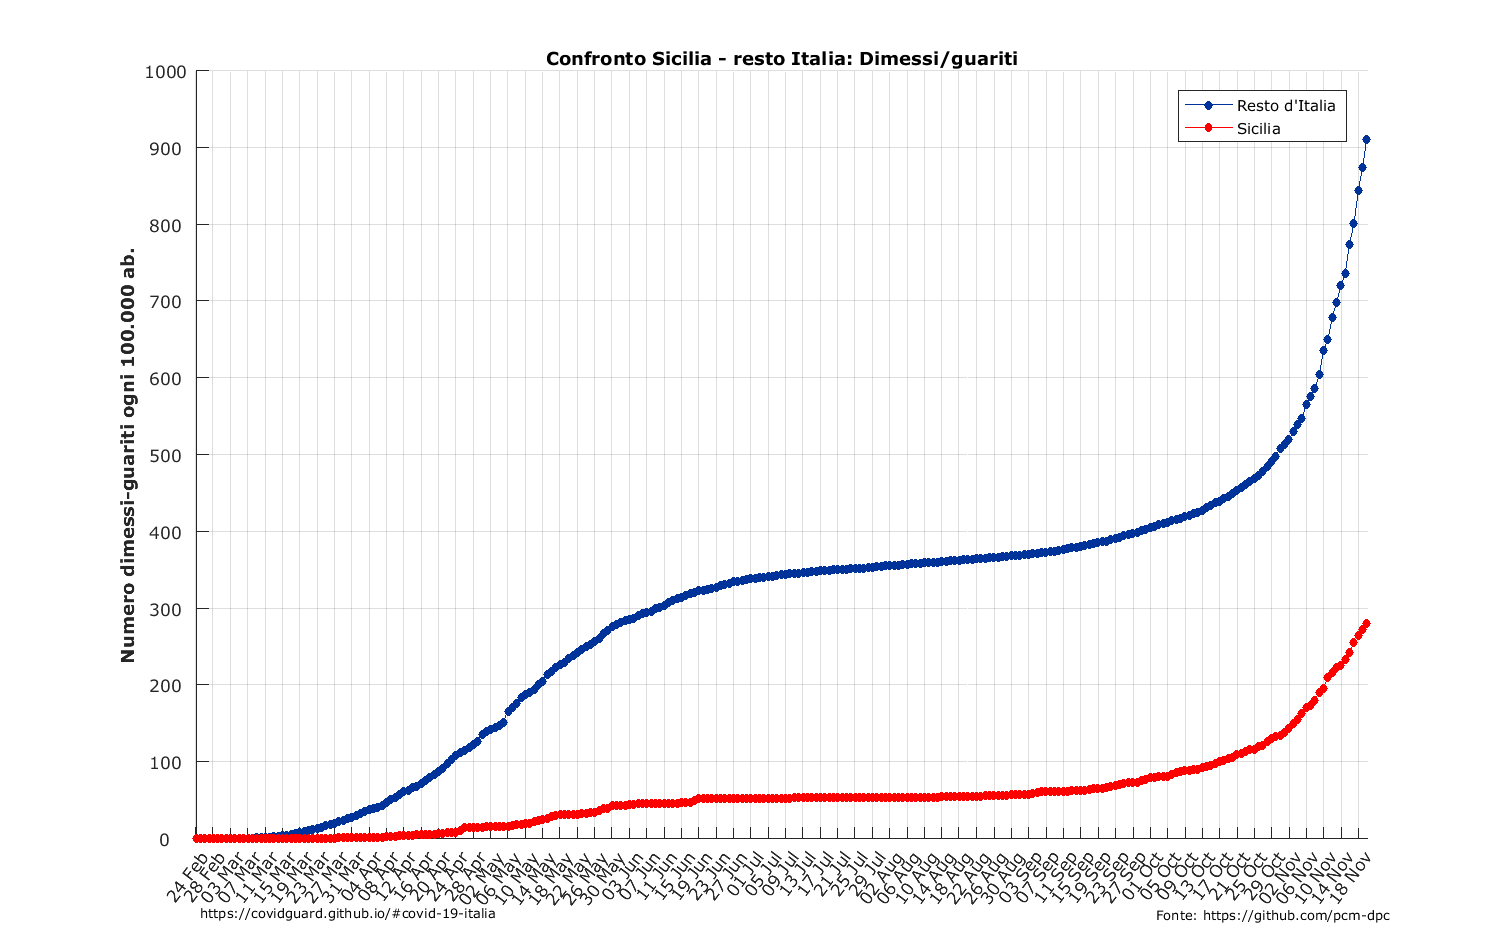 Confronto Sicilia - resto Italia: Dimessi/guariti
Resto d'Italia
Sicilia
Numero dimessi-guariti ogni 100.000 ab.
1000
900
800
700
600
500
400
300
200
100
0
24 Feb
28 Feb
03 Mar
07 Mar
11 Mar
15 Mar
19 Mar
23 Mar
27 Mar
31 Mar
04 Apr
08 Apr
12 Apr
16 Apr
20 Apr
24 Apr
28 Apr
02 May
06 May
10 May
14 May
18 May
22 May
26 May
30 May
03 Jun
07 Jun
11 Jun
15 Jun
19 Jun
23 Jun
27 Jun
01 Jul
05 Jul
09 Jul
13 Jul
17 Jul
21 Jul
25 Jul
29 Jul
02 Aug
06 Aug
10 Aug
14 Aug
18 Aug
22 Aug
26 Aug
30 Aug
03 Sep
07 Sep
11 Sep
15 Sep
19 Sep
23 Sep
27 Sep
01 Oct
05 Oct
09 Oct
13 Oct
17 Oct
21 Oct
25 Oct
29 Oct
02 Nov
06 Nov
10 Nov
14 Nov
18 Nov
https://covidguard.github.io/#covid-19-italia
Fonte: https://github.com/pcm-dpc